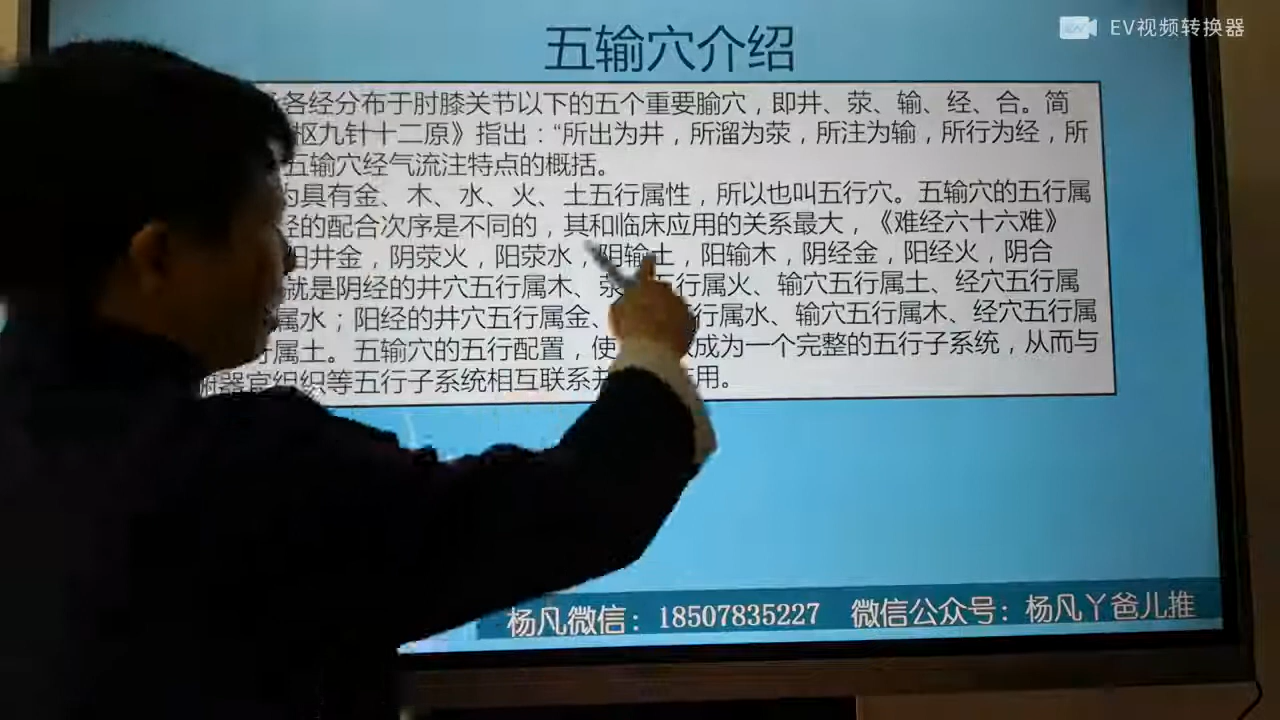 EV视频转换器
五输穴介绍
各经分布于肘膝关节以下的五个重要腧穴，即井、荥、输、经、合。简
枢九针十二原》指出："所出为井，所溜为荥，所注为输，所行为经，所
五输穴经气流注特点的概括。
具有金、木、水、火、土五行属性，所以也叫五行穴。五输穴的五行属
经的配合次序是不同的，其和临床应用的关系最大，《难经六十六难》
阳井金，阴荥火，阳荥水，阴输土，阳输木，阴经金，阳经火，阴合
就是阴经的井穴五行属木、荥五行属火、输穴五行属土、经穴五行属
属水；阳经的井穴五行属金、行属水、输穴五行属木、经穴五行属
行属土。五输穴的五行配置，使成为一个完整的五行子系统，从而与
腑器官组织等五行子系统相互联系并用。
杨凡微信：18507835227 微信公众号：杨凡丫爸儿推